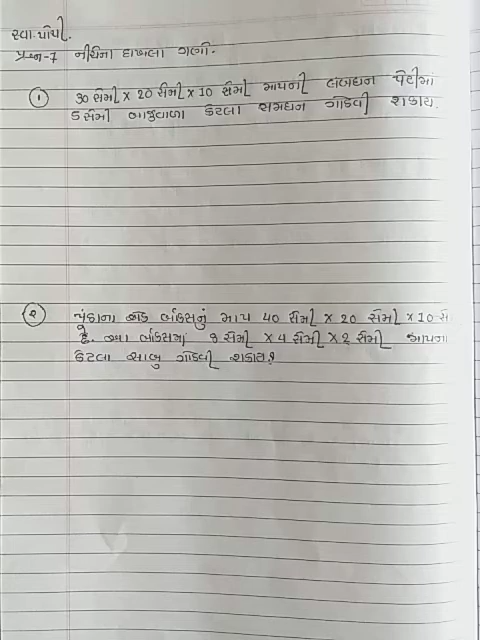 સ્વા.પોથી.
પ્રશ્ન-7 નીચેના દાખલા ગણો.
① 30 સેમી x 20 સેમી x 10 સેમી માપની લંબઘન પેટીમાં
5 સેમી બાજુવાળા કેટલા સમઘન ગોઠવી શકાય.
② એક બોક્સનું માપ 40 સેમી x 20 સેમી x 10 સે
છે. આ બોક્સમાં 8 સેમી x 4 સેમી x 2 સેમી માપના
કેટલા સાબુ ગોઠવી શકાય?